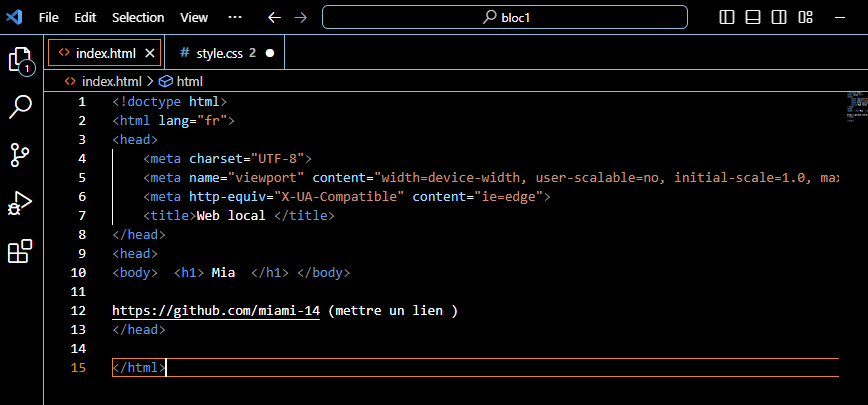 File Edit Selection View ... bloc1
1
index.html style.css 2
index.html > html
1 <!doctype html>
2 <html lang="fr">
3 <head>
4 <meta charset="UTF-8">
5 <meta name="viewport" content="width=device-width, user-scalable=no, initial-scale=1.0, max
6 <meta http-equiv="X-UA-Compatible" content="ie=edge">
7 <title>Web local </title>
8 </head>
9 <head>
10 <body>  <h1> Mia  </h1> </body>
11
12 https://github.com/miami-14 (mettre un lien )
13 </head>
14
15 </html>